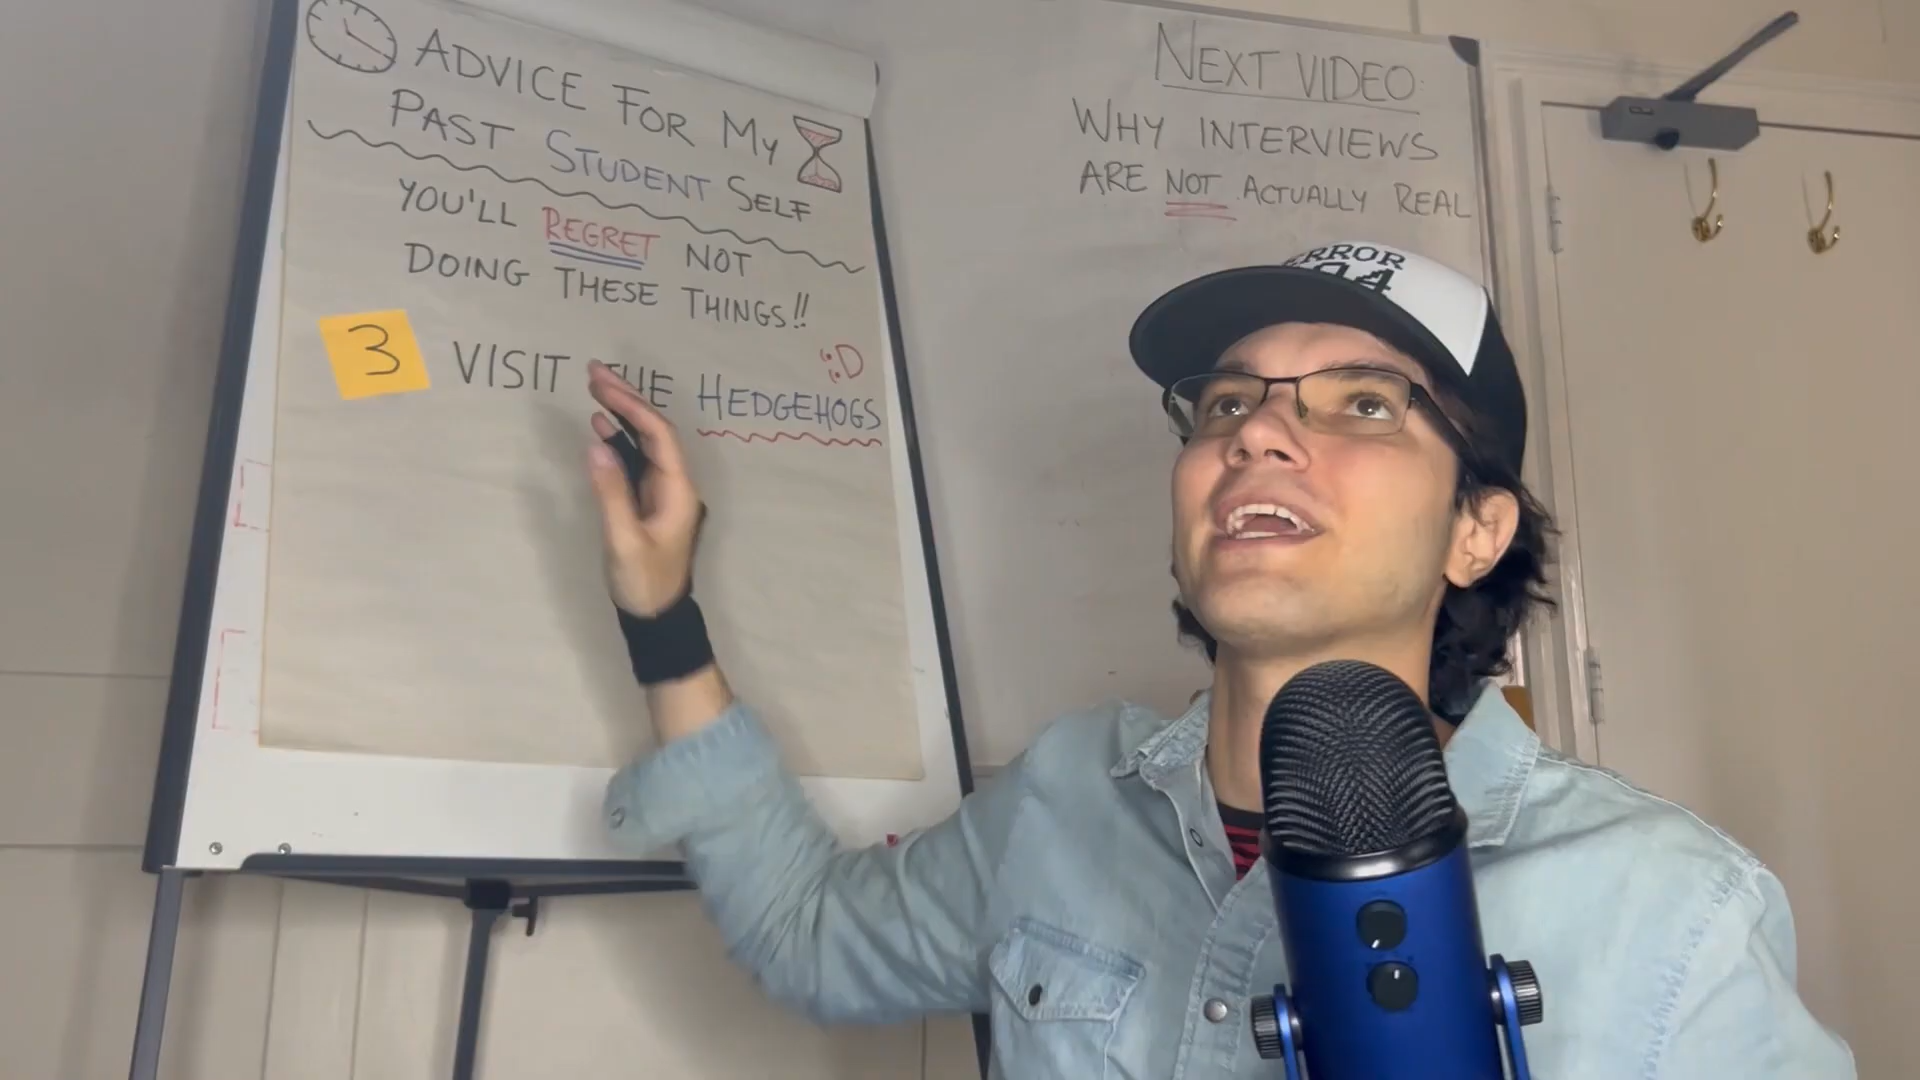 ADVICE FOR MY
PAST STUDENT SELF
YOU'LL REGRET NOT
DOING THESE THINGS!!
3
VISIT THE HEDGEHOGS
:D
NEXT VIDEO:
WHY INTERVIEWS
ARE NOT ACTUALLY REAL
ERROR